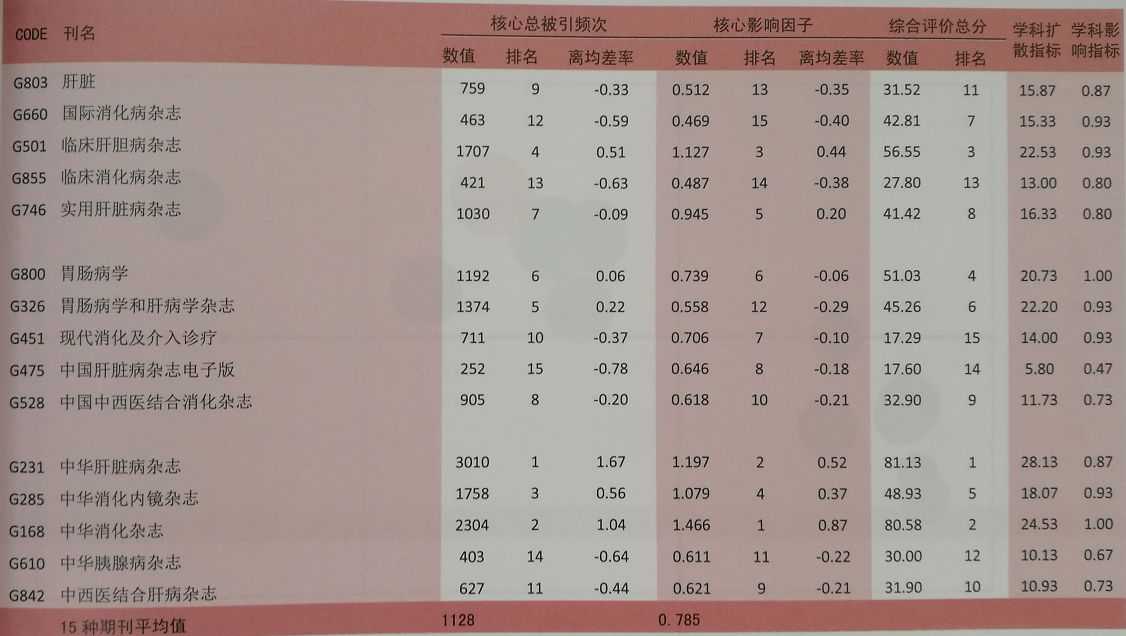 CODE 刊名 核心总被引频次 核心影响因子 综合评价总分 学科扩散指标 学科影响指标
数值 排名 离均差率 数值 排名 离均差率 数值 排名
G803 肝脏 759 9 -0.33 0.512 13 -0.35 31.52 11 15.87 0.87
G660 国际消化病杂志 463 12 -0.59 0.469 15 -0.40 42.81 7 15.33 0.93
G501 临床肝胆病杂志 1707 4 0.51 1.127 3 0.44 56.55 3 22.53 0.93
G855 临床消化病杂志 421 13 -0.63 0.487 14 -0.38 27.80 13 13.00 0.80
G746 实用肝脏病杂志 1030 7 -0.09 0.945 5 0.20 41.42 8 16.33 0.80
G800 胃肠病学 1192 6 0.06 0.739 6 -0.06 51.03 4 20.73 1.00
G326 胃肠病学和肝病学杂志 1374 5 0.22 0.558 12 -0.29 45.26 6 22.20 0.93
G451 现代消化及介入诊疗 711 10 -0.37 0.706 7 -0.10 17.29 15 14.00 0.93
G475 中国肝脏病杂志电子版 252 15 -0.78 0.646 8 -0.18 17.60 14 5.80 0.47
G528 中国中西医结合消化杂志 905 8 -0.20 0.618 10 -0.21 32.90 9 11.73 0.73
G231 中华肝脏病杂志 3010 1 1.67 1.197 2 0.52 81.13 1 28.13 0.87
G285 中华消化内镜杂志 1758 3 0.56 1.079 4 0.37 48.93 5 18.07 0.93
G168 中华消化杂志 2304 2 1.04 1.466 1 0.87 80.58 2 24.53 1.00
G610 中华胰腺病杂志 403 14 -0.64 0.611 11 -0.22 30.00 12 10.13 0.67
G842 中西医结合肝病杂志 627 11 -0.44 0.621 9 -0.21 31.90 10 10.93 0.73
15 种期刊平均值 1128 0.785